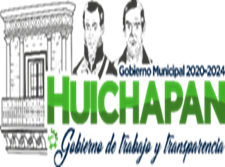 Gobierno Municipal 2020-2024
HUICHAPAN
Gobierno de trabajo y transparencia